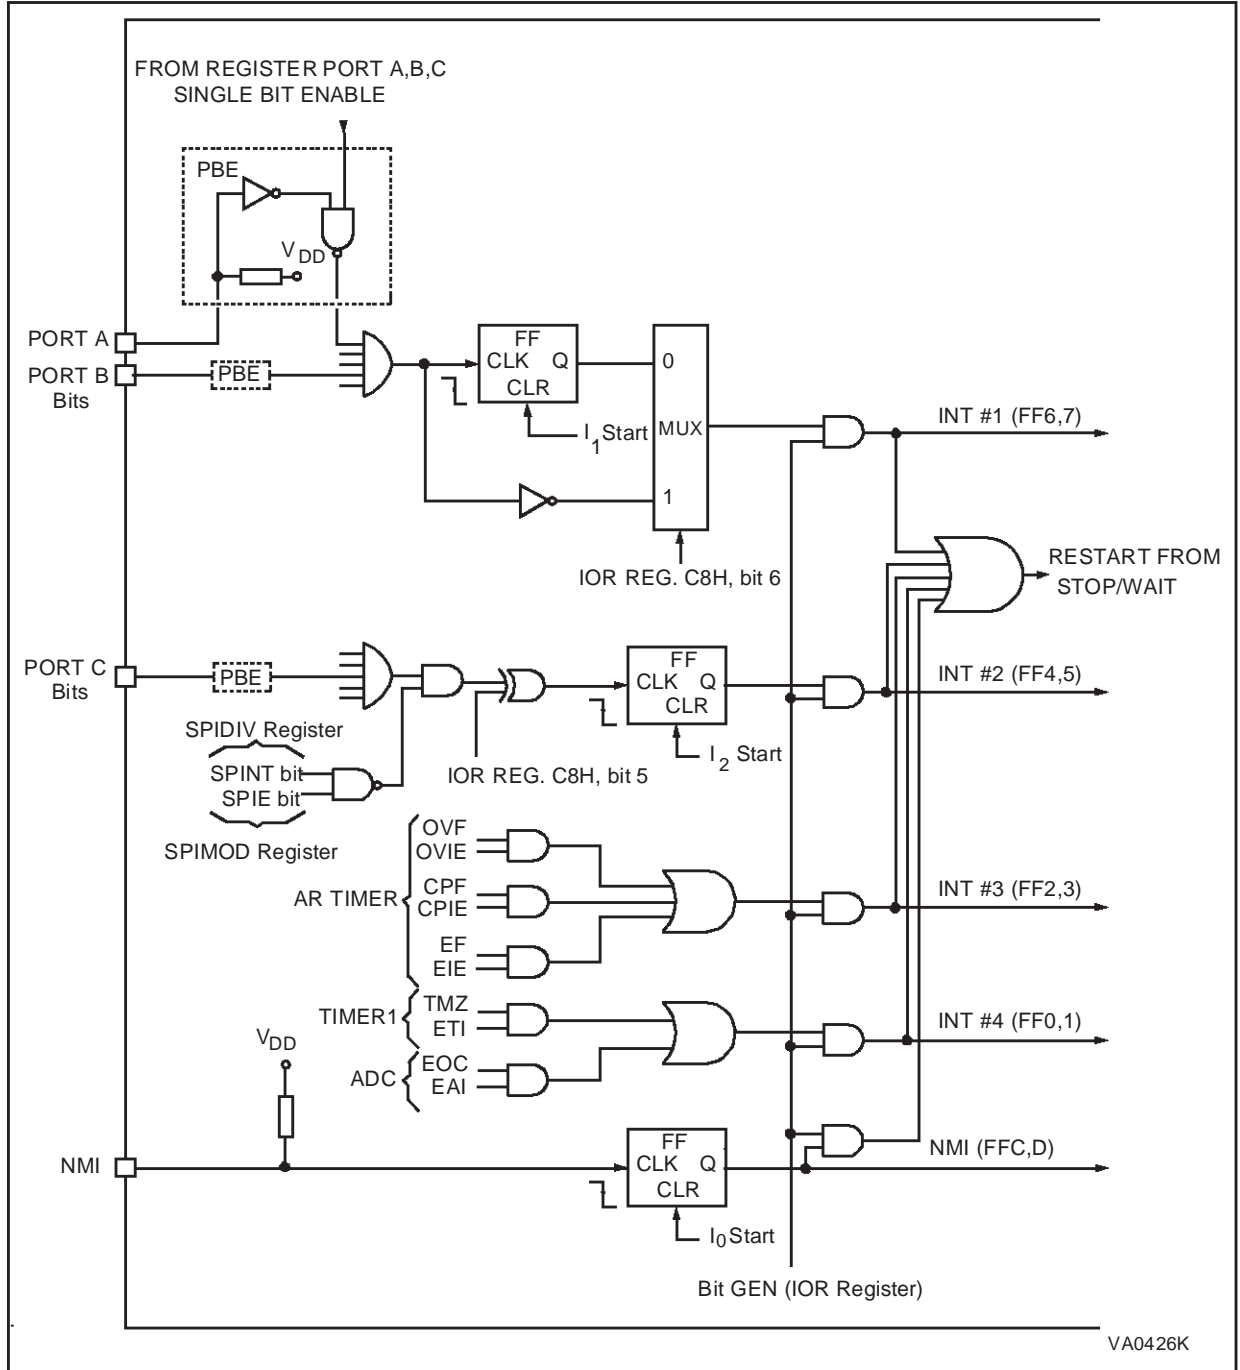 FROM REGISTER PORT A,B,C
SINGLE BIT ENABLE
PBE
VDD
PORT A
PORT B
Bits
PBE
FF
CLK Q
CLR
I1 Start
0
MUX
1
IOR REG. C8H, bit 6
INT #1 (FF6,7)
RESTART FROM
STOP/WAIT
PORT C
Bits
PBE
SPIDIV Register
SPINT bit
SPIE bit
SPIMOD Register
IOR REG. C8H, bit 5
FF
CLK Q
CLR
I2 Start
INT #2 (FF4,5)
AR TIMER
OVF
OVIE
CPF
CPIE
EF
EIE
INT #3 (FF2,3)
TIMER1
TMZ
ETI
INT #4 (FF0,1)
ADC
EOC
EAI
VDD
NMI
FF
CLK Q
CLR
I0 Start
NMI (FFC,D)
Bit GEN (IOR Register)
VA0426K